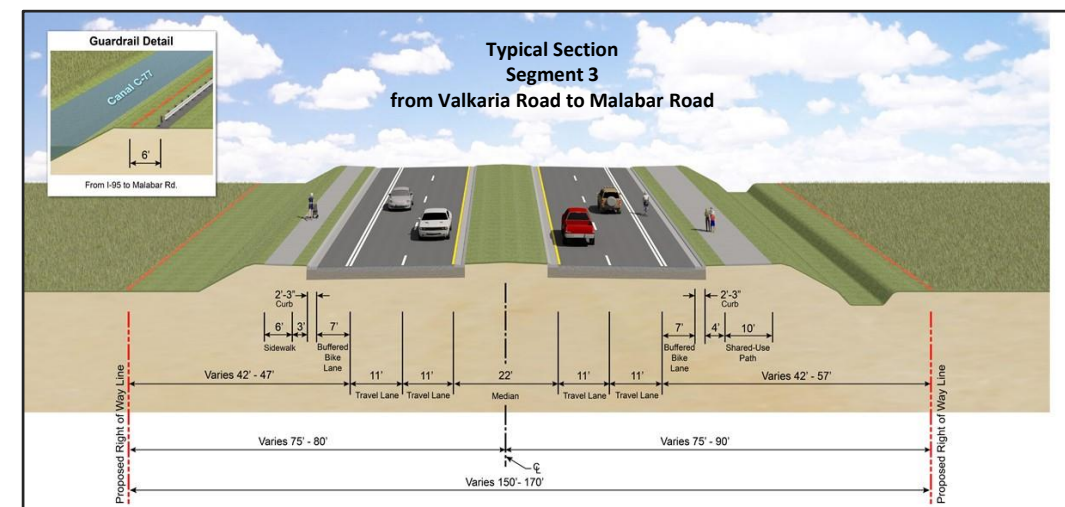 Guardrail Detail
Canal C-77
6'
From I-95 to Malabar Rd.
Typical Section
Segment 3
from Valkaria Road to Malabar Road
2'-3"
Curb
6'
3'
7'
Sidewalk
Buffered
Bike
Lane
2'-3"
Curb
7'
4'
10'
Buffered
Bike
Lane
Shared-Use
Path
Varies 42' - 47'
11'
11'
22'
11'
11'
Varies 42' - 57'
Travel Lane
Travel Lane
Median
Travel Lane
Travel Lane
Proposed Right of Way Line
Varies 75' - 80'
Varies 75' - 90'
Proposed Right of Way Line
CL
Varies 150'- 170'